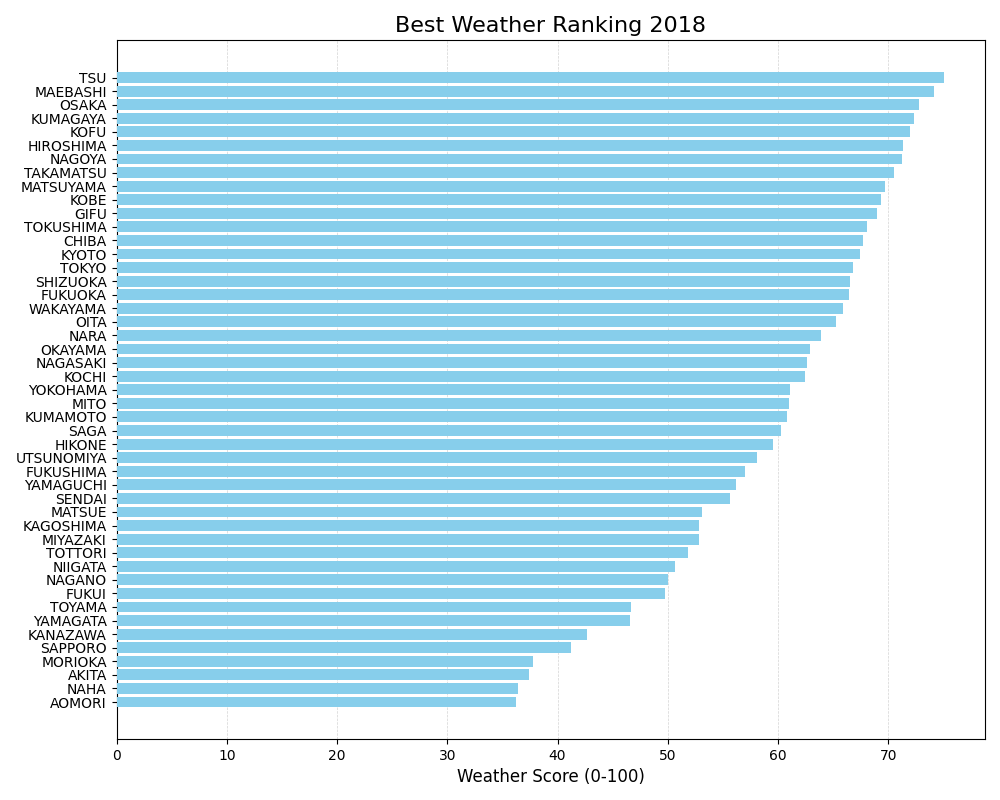 Best Weather Ranking 2018
TSU
MAEBASHI
OSAKA
KUMAGAYA
KOFU
HIROSHIMA
NAGOYA
TAKAMATSU
MATSUYAMA
KOBE
GIFU
TOKUSHIMA
CHIBA
KYOTO
TOKYO
SHIZUOKA
FUKUOKA
WAKAYAMA
OITA
NARA
OKAYAMA
NAGASAKI
KOCHI
YOKOHAMA
MITO
KUMAMOTO
SAGA
HIKONE
UTSUNOMIYA
FUKUSHIMA
YAMAGUCHI
SENDAI
MATSUE
KAGOSHIMA
MIYAZAKI
TOTTORI
NIIGATA
NAGANO
FUKUI
TOYAMA
YAMAGATA
KANAZAWA
SAPPORO
MORIOKA
AKITA
NAHA
AOMORI
0 10 20 30 40 50 60 70
Weather Score (0-100)